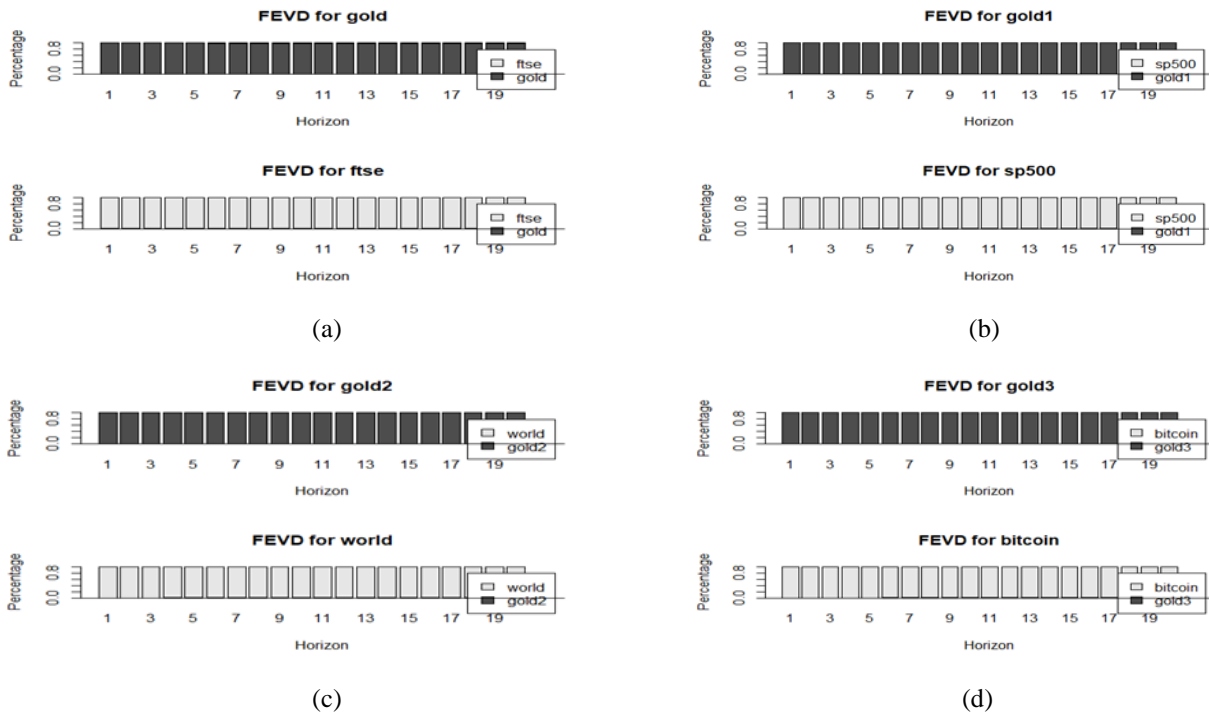 FEVD for gold
Percentage
0.0 0.8
ftse
gold
1 3 5 7 9 11 13 15 17 19
Horizon
FEVD for ftse
Percentage
0.0 0.8
ftse
gold
1 3 5 7 9 11 13 15 17 19
Horizon
(a)
FEVD for gold1
Percentage
0.0 0.8
sp500
gold1
1 3 5 7 9 11 13 15 17 19
Horizon
FEVD for sp500
Percentage
0.0 0.8
sp500
gold1
1 3 5 7 9 11 13 15 17 19
Horizon
(b)
FEVD for gold2
Percentage
0.0 0.8
world
gold2
1 3 5 7 9 11 13 15 17 19
Horizon
FEVD for world
Percentage
0.0 0.8
world
gold2
1 3 5 7 9 11 13 15 17 19
Horizon
(c)
FEVD for gold3
Percentage
0.0 0.8
bitcoin
gold3
1 3 5 7 9 11 13 15 17 19
Horizon
FEVD for bitcoin
Percentage
0.0 0.8
bitcoin
gold3
1 3 5 7 9 11 13 15 17 19
Horizon
(d)